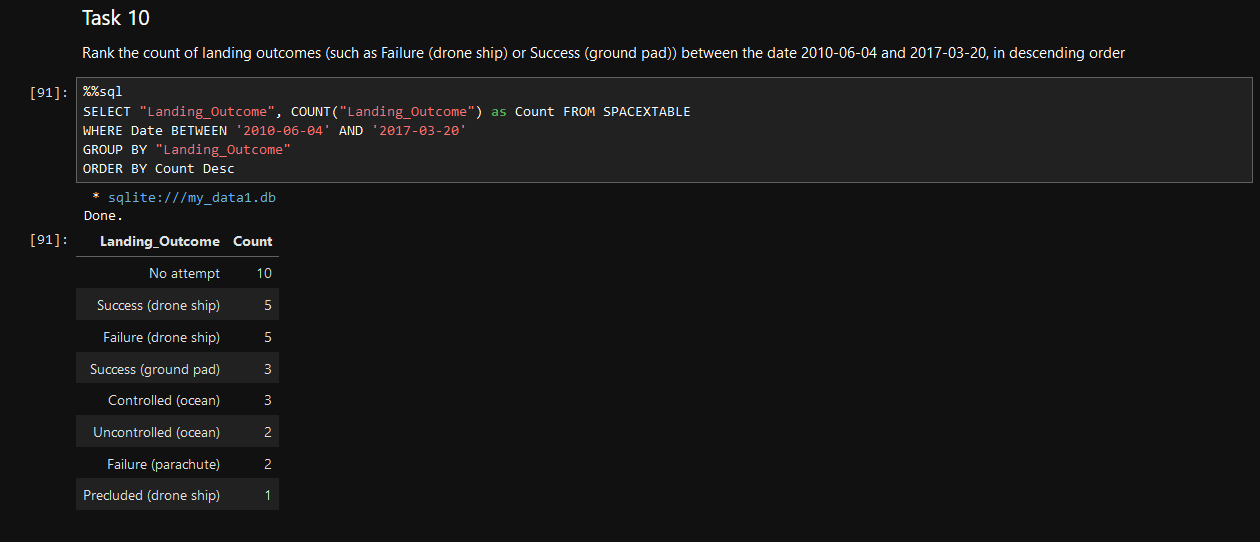 Task 10
Rank the count of landing outcomes (such as Failure (drone ship) or Success (ground pad)) between the date 2010-06-04 and 2017-03-20, in descending order
[91]: %%sql
SELECT "Landing_Outcome", COUNT("Landing_Outcome") as Count FROM SPACEXTABLE
WHERE Date BETWEEN '2010-06-04' AND '2017-03-20'
GROUP BY "Landing_Outcome"
ORDER BY Count Desc
* sqlite:///my_data1.db
Done.
[91]: Landing_Outcome Count
No attempt 10
Success (drone ship) 5
Failure (drone ship) 5
Success (ground pad) 3
Controlled (ocean) 3
Uncontrolled (ocean) 2
Failure (parachute) 2
Precluded (drone ship) 1